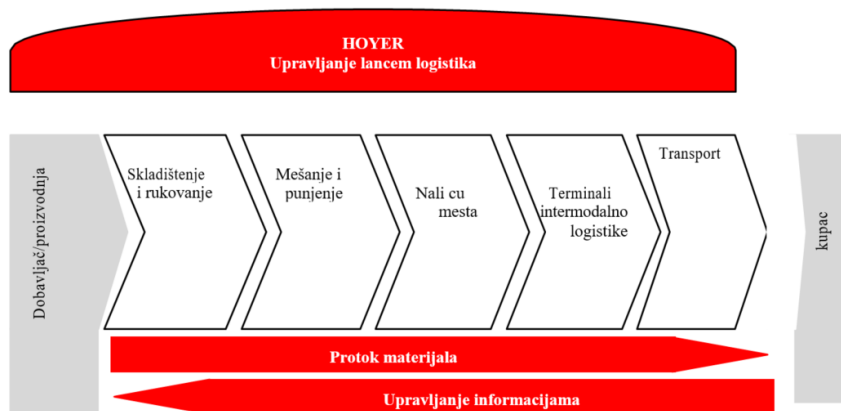 HOYER
Upravljanje lancem logistika
Dobavljač/proizvodnja
Skladištenje
i rukovanje
Mešanje i
punjenje
Nali cu
mesta
Terminali
intermodalno
logistike
Transport
kupac
Protok materijala
Upravljanje informacijama